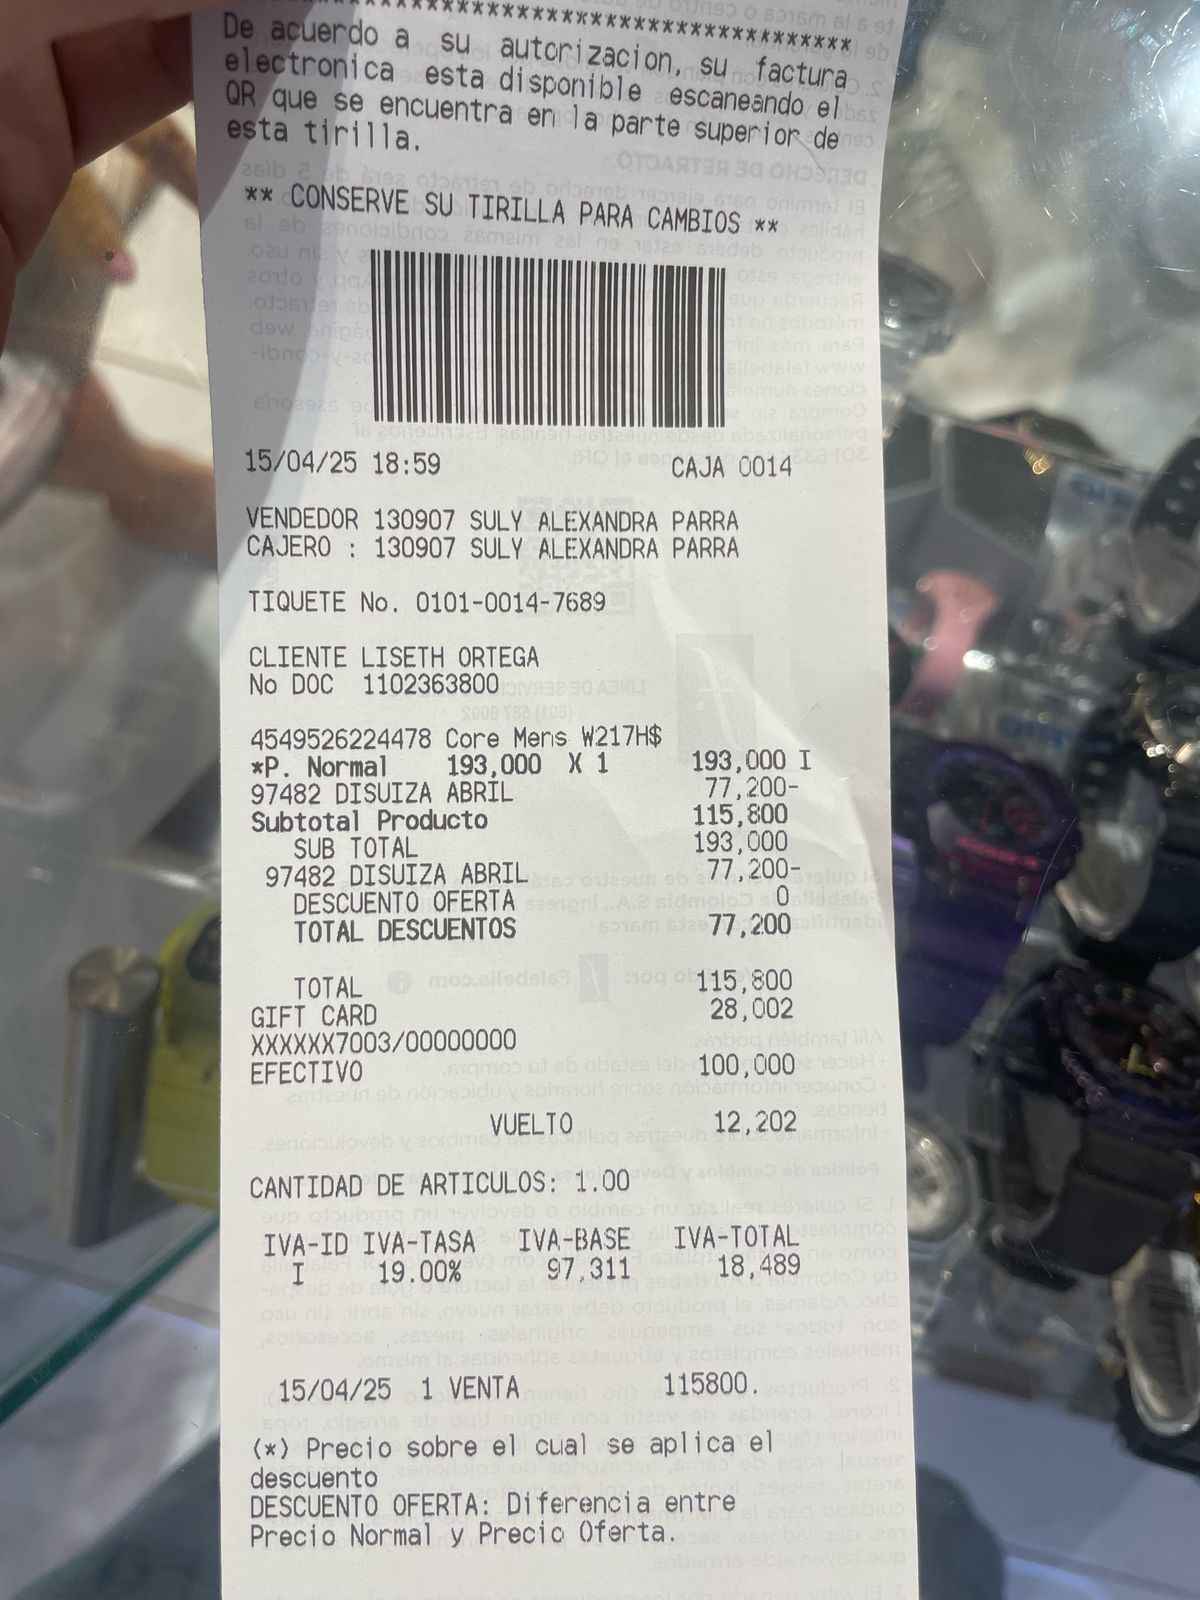 ****************************************
De acuerdo a su autorizacion, su factura
electronica esta disponible escaneando el
QR que se encuentra en la parte superior de
esta tirilla.
** CONSERVE SU TIRILLA PARA CAMBIOS **
15/04/25 18:59 CAJA 0014
VENDEDOR 130907 SULY ALEXANDRA PARRA
CAJERO : 130907 SULY ALEXANDRA PARRA
TIQUETE No. 0101-0014-7689
CLIENTE LISETH ORTEGA
No DOC 1102363800
4549526224478 Core Mens W217H$
*P. Normal 193,000 X 1 193,000 I
97482 DISUIZA ABRIL 77,200-
Subtotal Producto 115,800
SUB TOTAL 193,000
97482 DISUIZA ABRIL 77,200-
DESCUENTO OFERTA 0
TOTAL DESCUENTOS 77,200
TOTAL 115,800
GIFT CARD 28,002
XXXXXX7003/00000000
EFECTIVO 100,000
VUELTO 12,202
CANTIDAD DE ARTICULOS: 1.00
IVA-ID IVA-TASA IVA-BASE IVA-TOTAL
I 19.00% 97,311 18,489
15/04/25 1 VENTA 115800.
(*) Precio sobre el cual se aplica el
descuento
DESCUENTO OFERTA: Diferencia entre
Precio Normal y Precio Oferta.